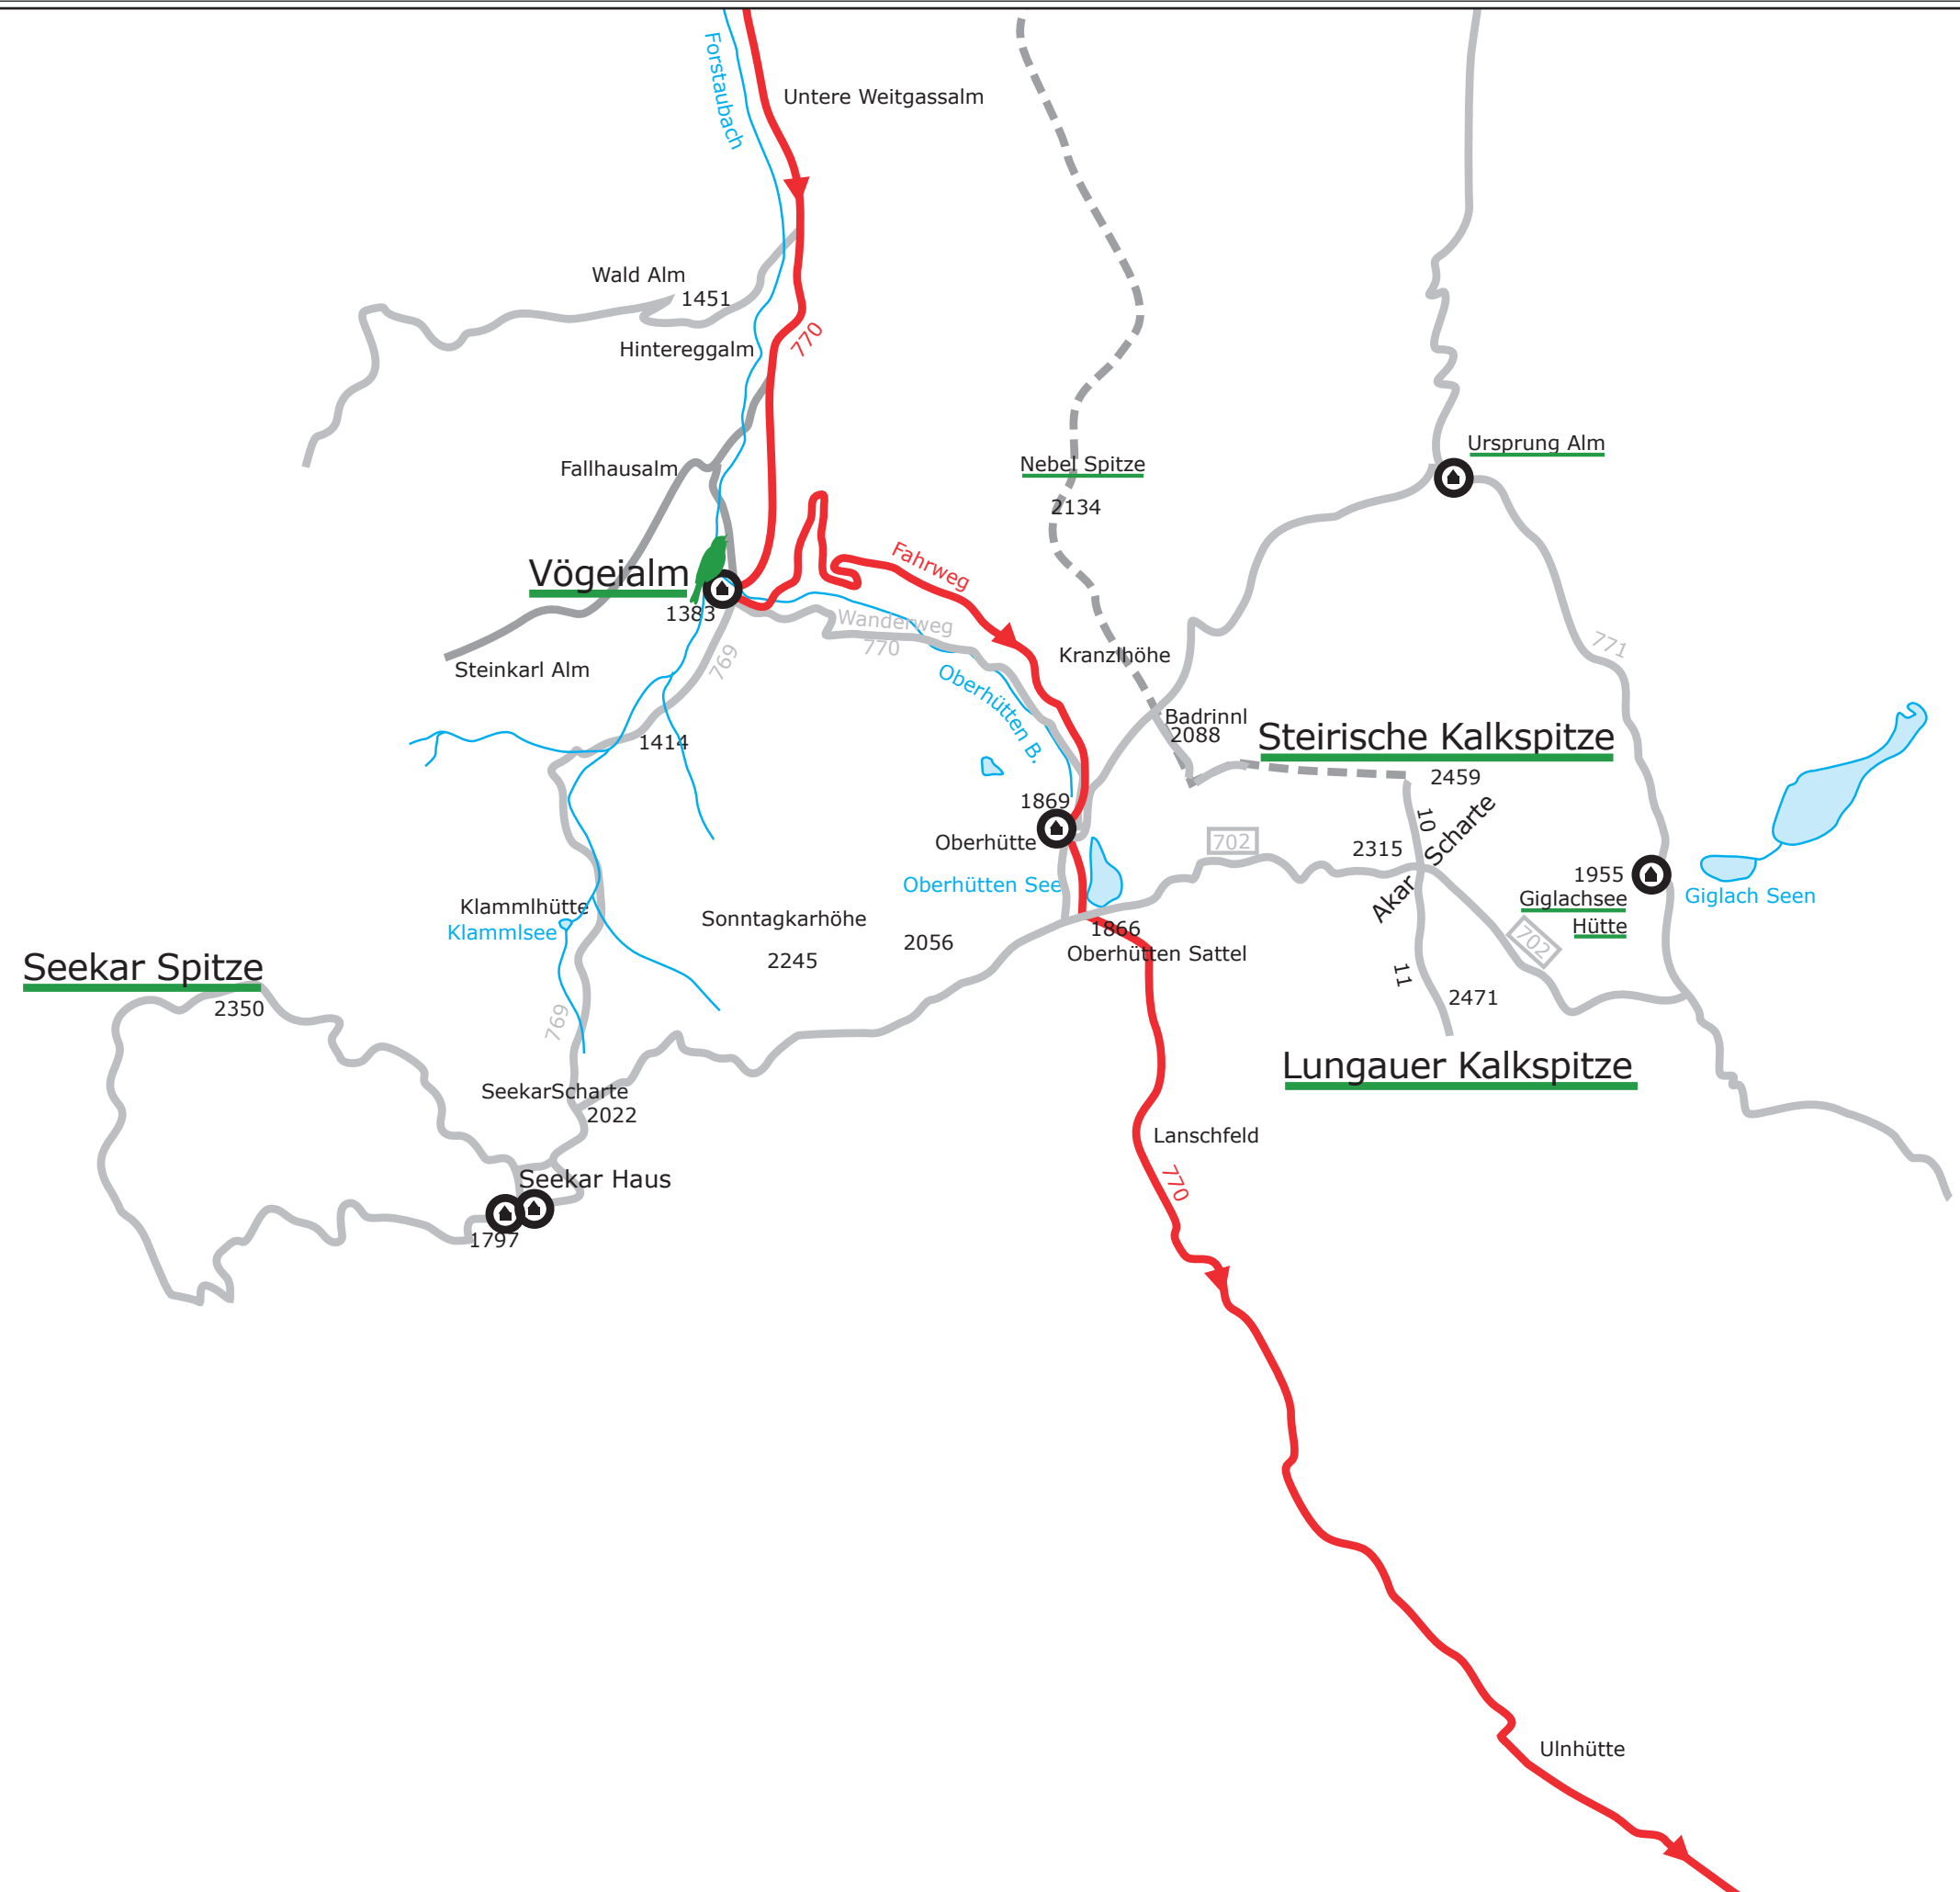 Forstaubach
Untere Weitgassalm
Wald Alm
1451
770
Hintereggalm
Ursprung Alm
Fallhausalm
Nebel Spitze
2134
Vögeialm
1383
Fahrweg
Wanderweg
770
771
Kranzlhöhe
Steinkarl Alm
769
Oberhütten B.
Badrinnl
2088
Steirische Kalkspitze
2459
1414
1869
Oberhütte
10
702
2315
Akar Scharte
1955
Giglachsee
Hütte
Giglach Seen
Oberhütten See
Klammlhütte
Klammlsee
Sonntagkarhöhe
2245
2056
1866
Oberhütten Sattel
702
Seekar Spitze
2350
11
2471
769
Lungauer Kalkspitze
SeekarScharte
2022
Lanschfeld
770
Seekar Haus
1797
Ulnhütte